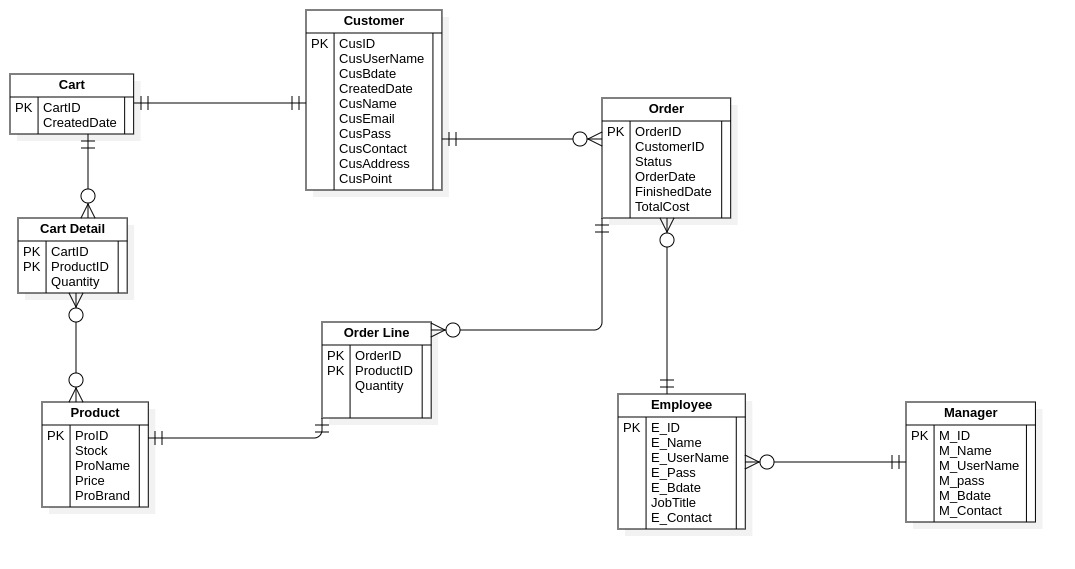 Customer
PK CusID
CusUserName
CusBdate
CreatedDate
CusName
CusEmail
CusPass
CusContact
CusAddress
CusPoint
Cart
PK CartID
CreatedDate
Order
PK OrderID
CustomerID
Status
OrderDate
FinishedDate
TotalCost
Cart Detail
PK CartID
PK ProductID
Quantity
Order Line
PK OrderID
PK ProductID
Quantity
Product
PK ProID
Stock
ProName
Price
ProBrand
Employee
PK E_ID
E_Name
E_UserName
E_Pass
E_Bdate
JobTitle
E_Contact
Manager
PK M_ID
M_Name
M_UserName
M_pass
M_Bdate
M_Contact